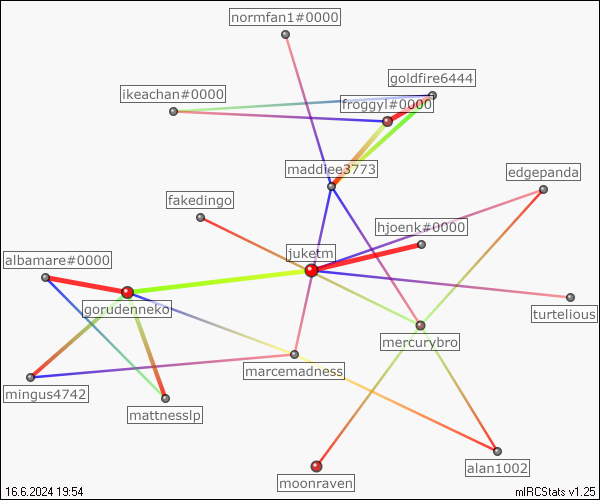 normfan1#0000
goldfire6444
ikeachan#0000
froggyl#0000
maddiee3773
edgepanda
fakedingo
hjoenk#0000
juketm
albamare#0000
gorudenneko
turtelious
mercurybro
marcemadness
mingus4742
mattnesslp
alan1002
moonraven
16.6.2024 19:54
mIRCStats v1.25